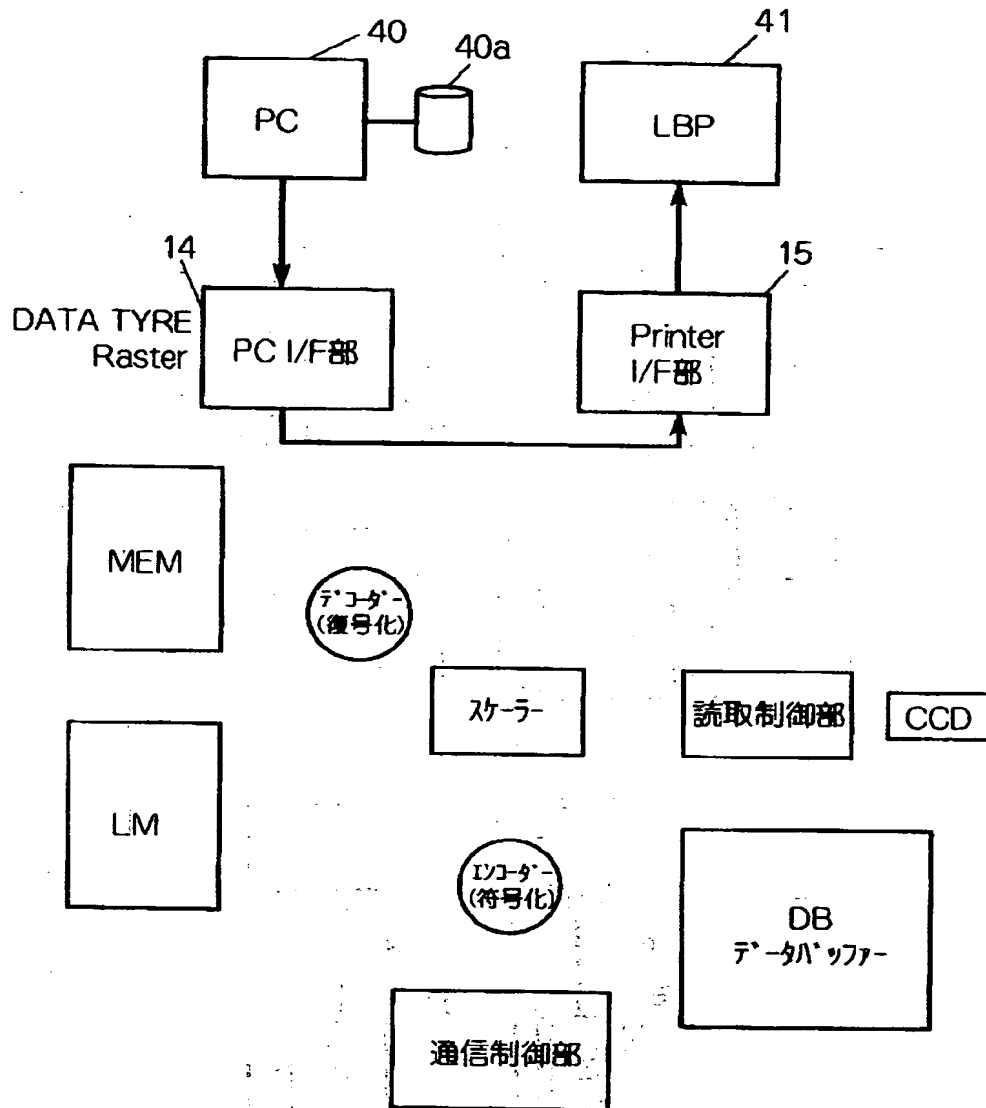 40
40a
41
PC
LBP
14
15
DATA TYRE
Raster
PC I/F部
Printer
I/F部
MEM
デコーダー
(復号化)
スケーラー
読取制御部
CCD
LM
エンコーダー
(符号化)
DB
データバッファー
通信制御部